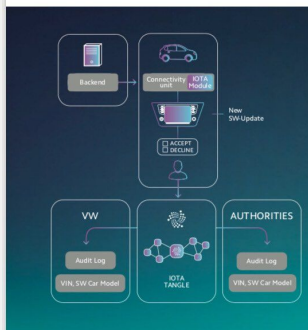 Backend
Connectivity
unit
IOTA
Module
New
SW-Update
ACCEPT
DECLINE
VW
Audit Log
VIN, SW Car Model
IOTA
TANGLE
AUTHORITIES
Audit Log
VIN, SW Car Model